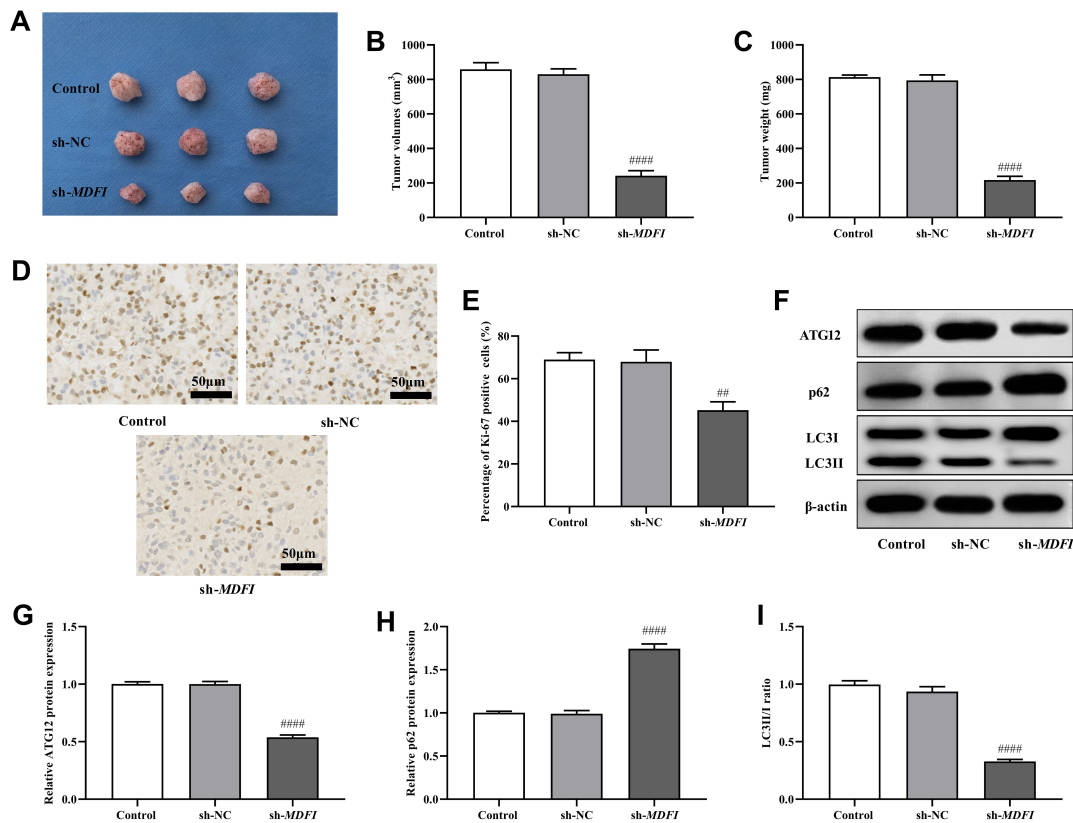 A
Control
sh-NC
sh-MDFI
B
Tumor volumes (mm³)
1000
800
600
400
200
0
####
Control
sh-NC
sh-MDFI
C
Tumor weight (mg)
1000
800
600
400
200
0
####
Control
sh-NC
sh-MDFI
D
50μm
Control
50μm
sh-NC
50μm
sh-MDFI
E
Percentage of Ki-67 positive cells (%)
80
60
40
20
0
##
Control
sh-NC
sh-MDFI
F
ATG12
p62
LC3I
LC3II
β-actin
Control
sh-NC
sh-MDFI
G
Relative ATG12 protein expression
1.5
1.0
0.5
0.0
####
Control
sh-NC
sh-MDFI
H
Relative p62 protein expression
2.0
1.5
1.0
0.5
0.0
####
Control
sh-NC
sh-MDFI
I
LC3II/I ratio
1.5
1.0
0.5
0.0
####
Control
sh-NC
sh-MDFI